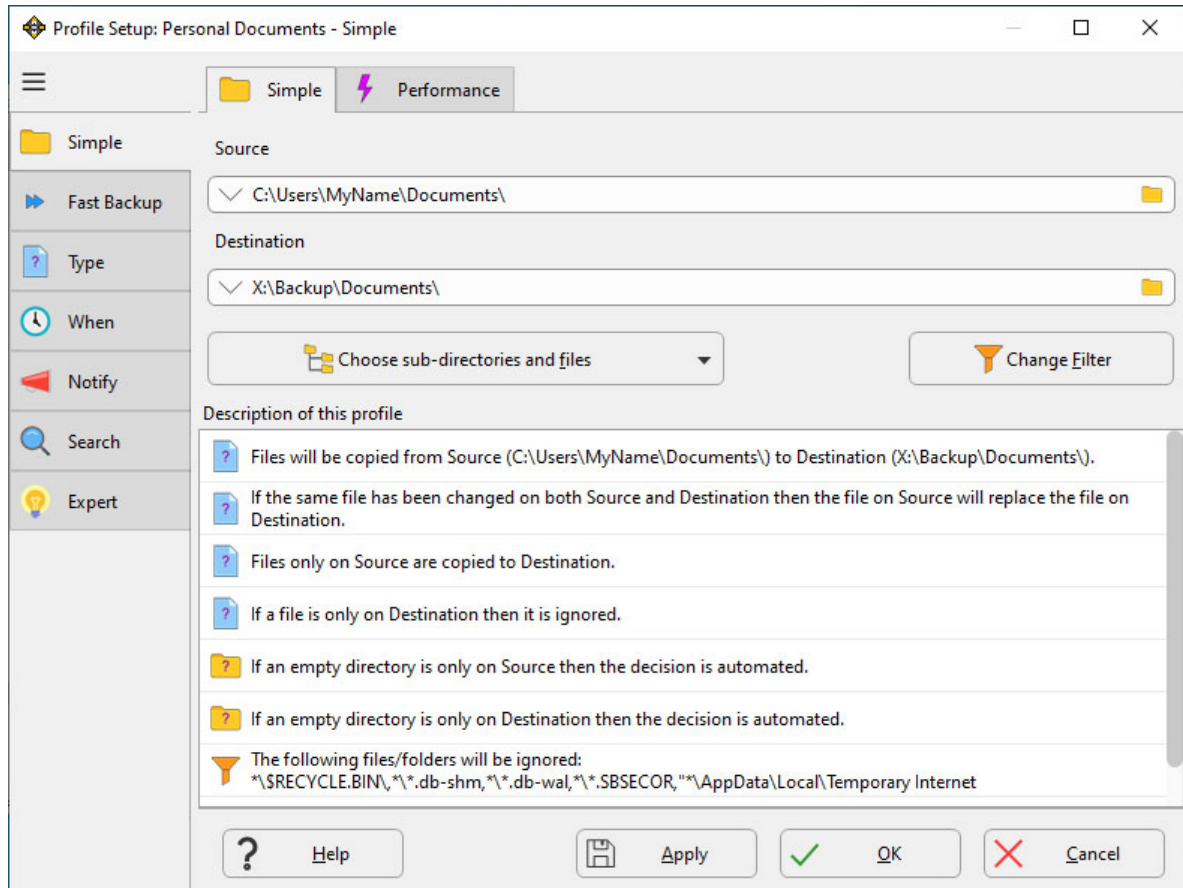 Profile Setup: Personal Documents - Simple
Simple
Performance
Simple
Fast Backup
Type
When
Notify
Search
Expert
Source
C:\Users\MyName\Documents\
Destination
X:\Backup\Documents\
Choose sub-directories and files
Change Filter
Description of this profile
Files will be copied from Source (C:\Users\MyName\Documents\) to Destination (X:\Backup\Documents\).
If the same file has been changed on both Source and Destination then the file on Source will replace the file on
Destination.
Files only on Source are copied to Destination.
If a file is only on Destination then it is ignored.
If an empty directory is only on Source then the decision is automated.
If an empty directory is only on Destination then the decision is automated.
The following files/folders will be ignored:
*\$RECYCLE.BIN\,*\*.db-shm,*\*.db-wal,*\*.SBSECOR,"*\AppData\Local\Temporary Internet
Help
Apply
OK
Cancel